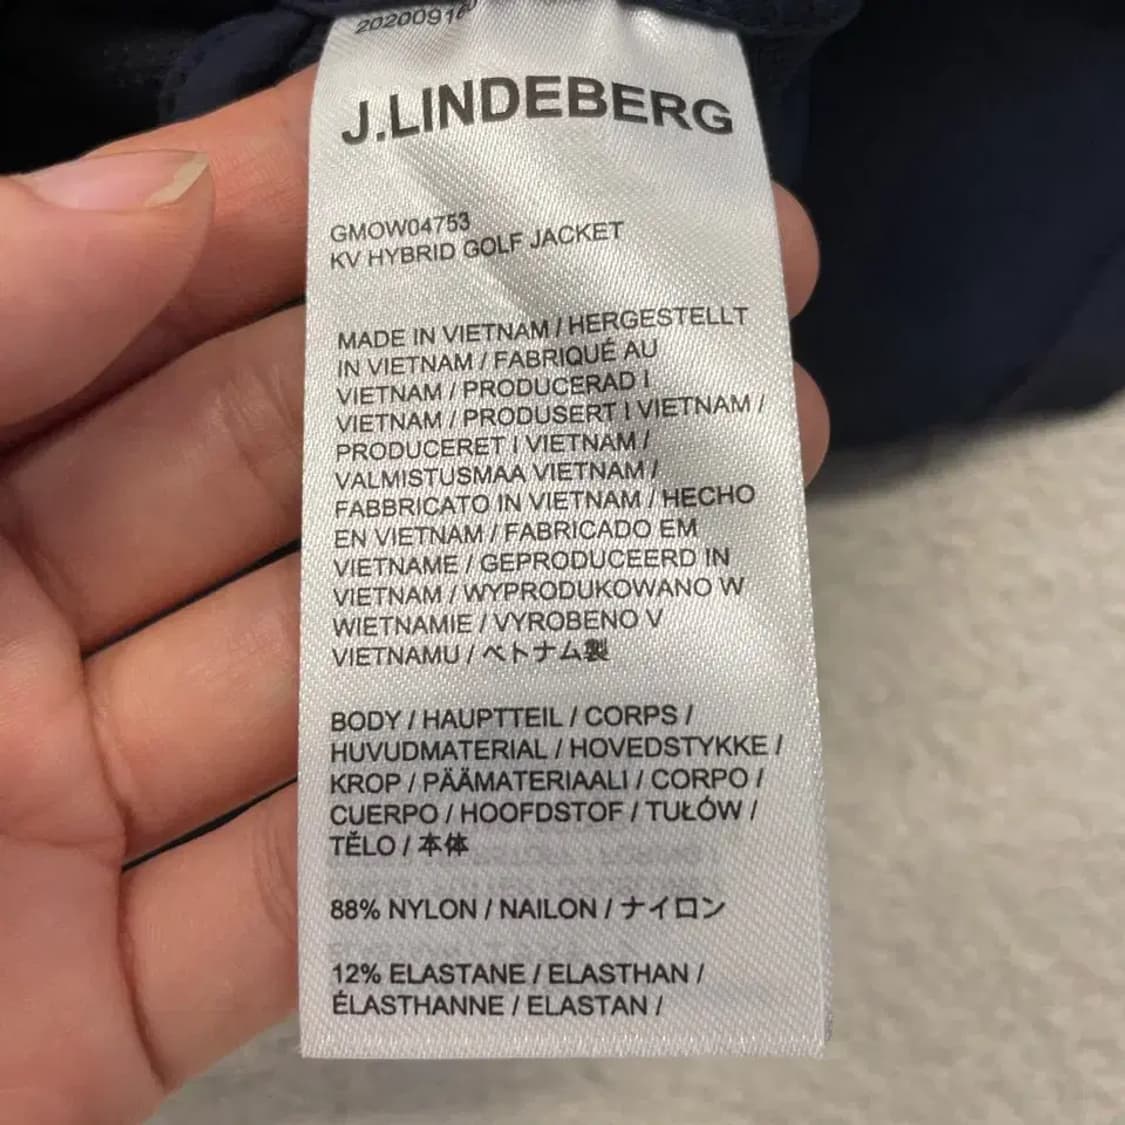 J.LINDEBERG
GMOW04753
KV HYBRID GOLF JACKET
MADE IN VIETNAM / HERGESTELLT
IN VIETNAM / FABRIQUÉ AU
VIETNAM / PRODUCERAD I
VIETNAM / PRODUSERT I VIETNAM /
PRODUCERET I VIETNAM /
VALMISTUSMAA VIETNAM /
FABBRICATO IN VIETNAM / HECHO
EN VIETNAM / FABRICADO EM
VIETNAME / GEPRODUCEERD IN
VIETNAM / WYPRODUKOWANO W
WIETNAMIE / VYROBENO V
VIETNAMU / ベトナム製
BODY / HAUPTTEIL / CORPS /
HUVUDMATERIAL / HOVEDSTYKKE /
KROP / PÄÄMATERIAALI / CORPO /
CUERPO / HOOFDSTOF / TUŁÓW /
TĚLO / 本体
88% NYLON / NAILON / ナイロン
12% ELASTANE / ELASTHAN /
ÉLASTHANNE / ELASTAN /